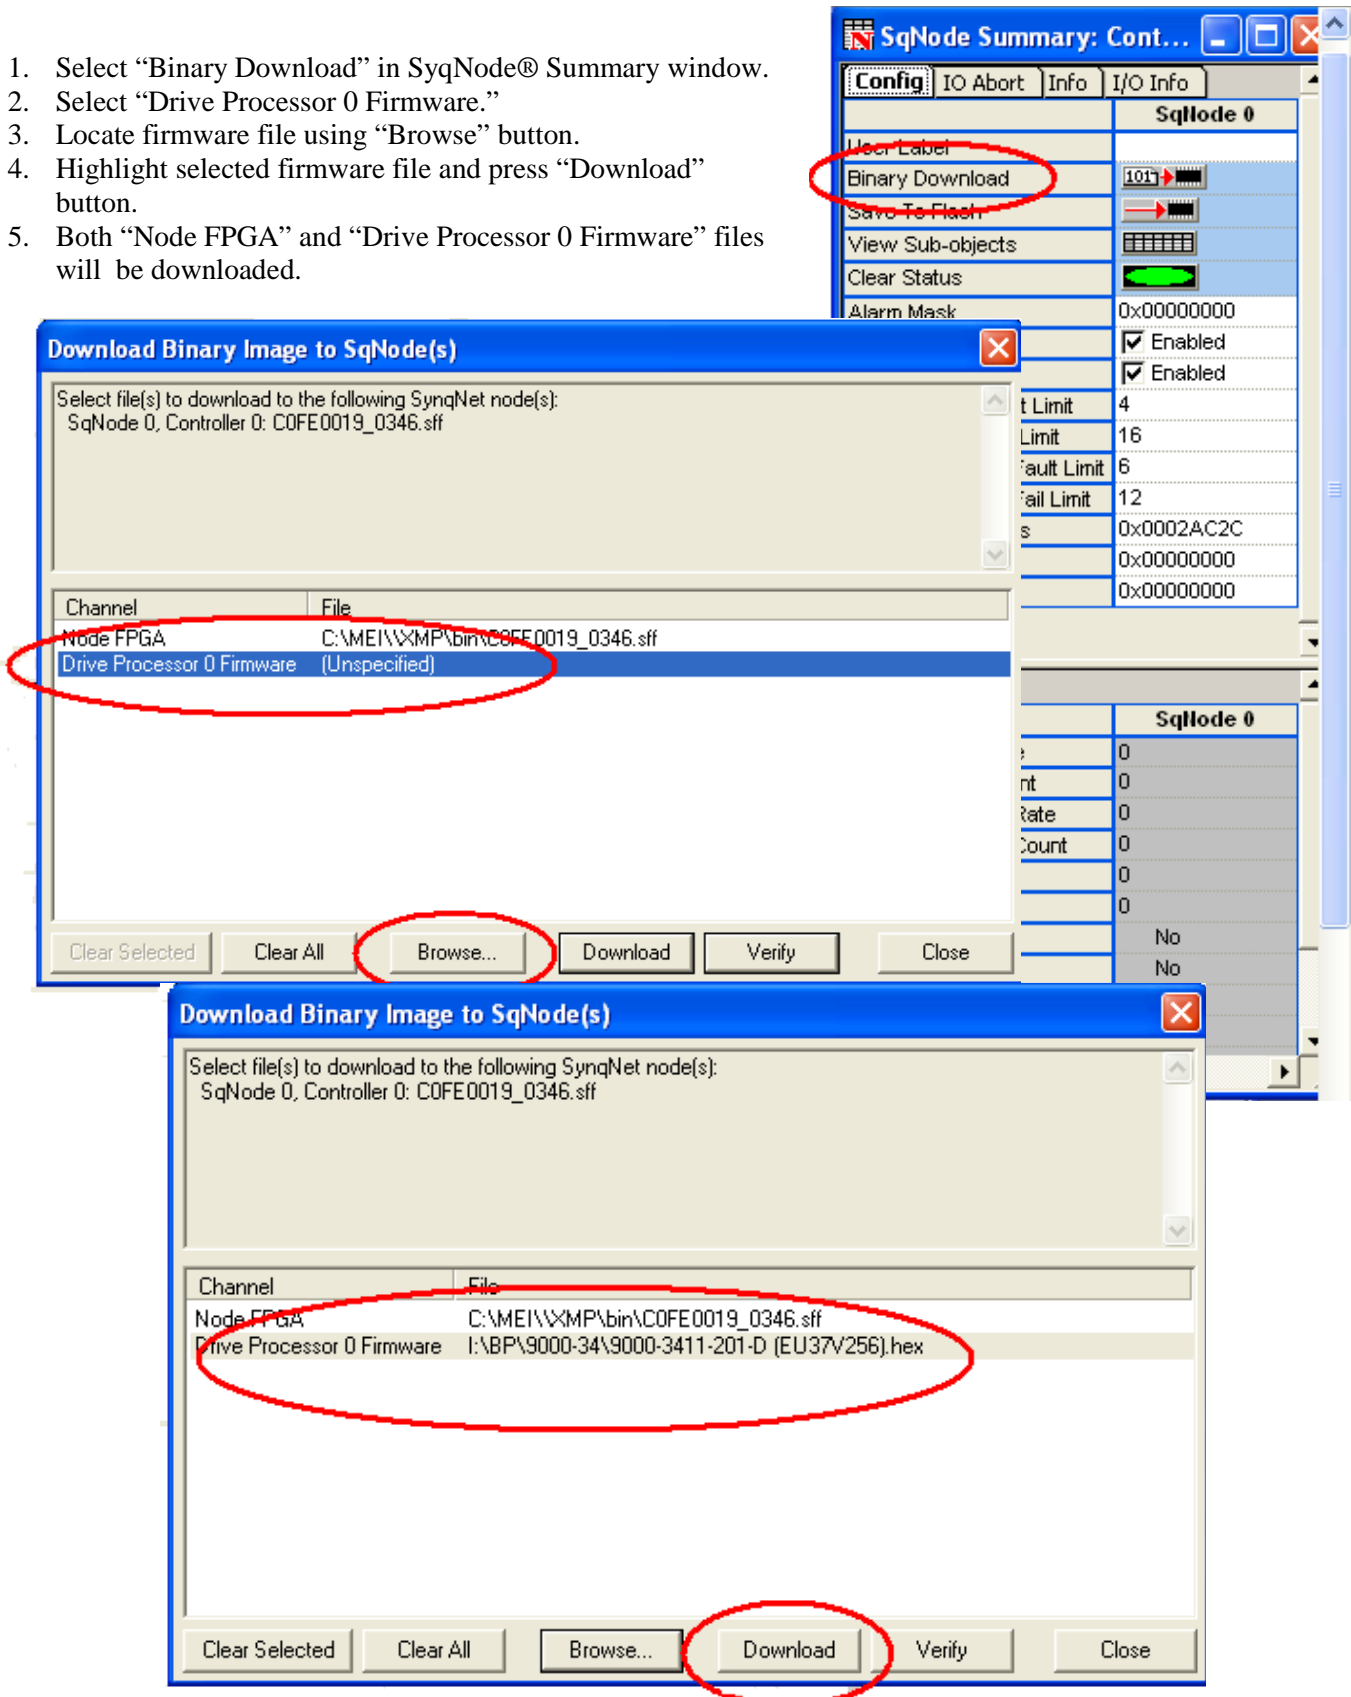 1. Select “Binary Download” in SyqNode® Summary window.
2. Select “Drive Processor 0 Firmware.”
3. Locate firmware file using “Browse” button.
4. Highlight selected firmware file and press “Download”
button.
5. Both “Node FPGA” and “Drive Processor 0 Firmware” files
will be downloaded.
SqNode Summary: Cont...
Config IO Abort Info I/O Info
SqNode 0
User Label
Binary Download
Save To Flash
View Sub-objects
Clear Status
Alarm Mask 0x00000000
Enabled
Enabled
t Limit 4
Limit 16
Fault Limit 6
Fail Limit 12
s 0x0002AC2C
0x00000000
0x00000000
SqNode 0
0
nt 0
Rate 0
Count 0
0
0
No
No
Download Binary Image to SqNode(s)
Select file(s) to download to the following SynqNet node(s):
SqNode 0, Controller 0: C0FE0019_0346.sff
Channel File
Node FPGA C:\MEI\\XMP\bin\C0FE0019_0346.sff
Drive Processor 0 Firmware (Unspecified)
Clear Selected Clear All Browse... Download Verify Close
Download Binary Image to SqNode(s)
Select file(s) to download to the following SynqNet node(s):
SqNode 0, Controller 0: C0FE0019_0346.sff
Channel File
Node FPGA C:\MEI\\XMP\bin\C0FE0019_0346.sff
Drive Processor 0 Firmware I:\BP\9000-34\9000-3411-201-D (EU37V256).hex
Clear Selected Clear All Browse... Download Verify Close